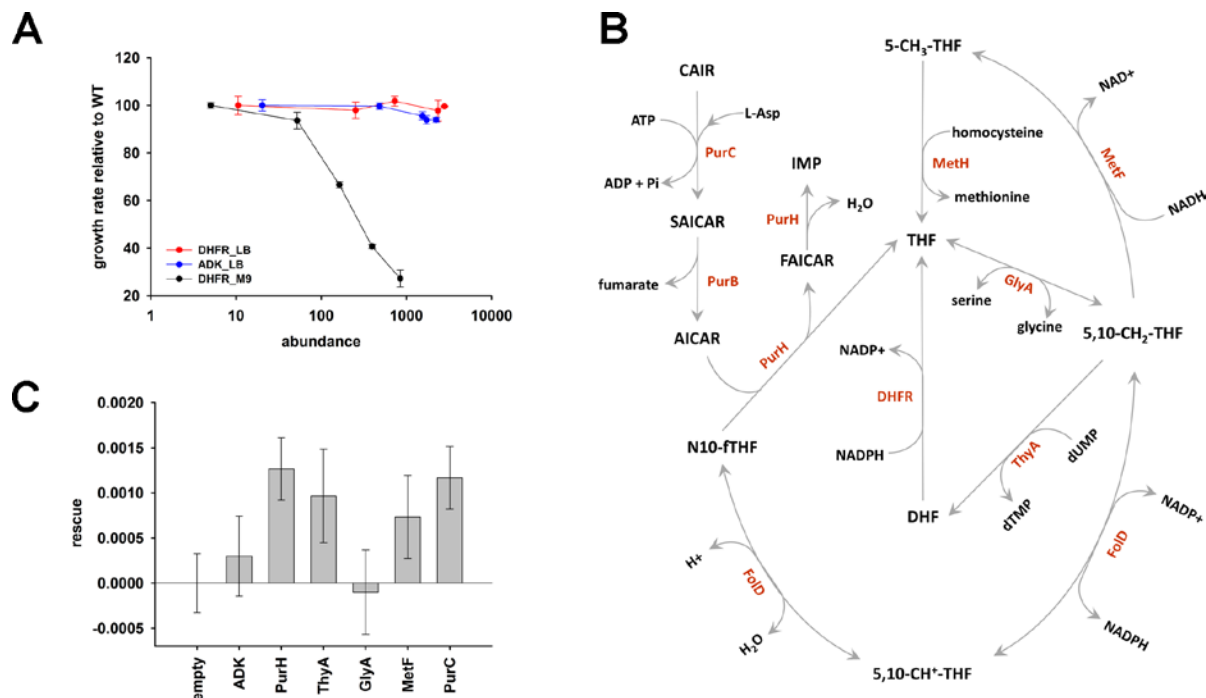 A
120
100
80
60
40
20
growth rate relative to WT
DHFR_LB
ADK_LB
DHFR_M9
1 10 100 1000 10000
abundance
B
5-CH3-THF
CAIR
NAD+
ATP
L-Asp
homocysteine
PurC
IMP
MetH
MetF
ADP + Pi
H2O
methionine
NADH
SAICAR
PurH
THF
fumarate
PurB
FAICAR
serine
GlyA
glycine
5,10-CH2-THF
AICAR
PurH
NADP+
DHFR
N10-fTHF
NADPH
ThyA
dUMP
DHF
dTMP
NADP+
H+
FolD
FolD
H2O
NADPH
5,10-CH+-THF
C
0.0020
0.0015
0.0010
0.0005
0.0000
-0.0005
rescue
empty
ADK
PurH
ThyA
GlyA
MetF
PurC